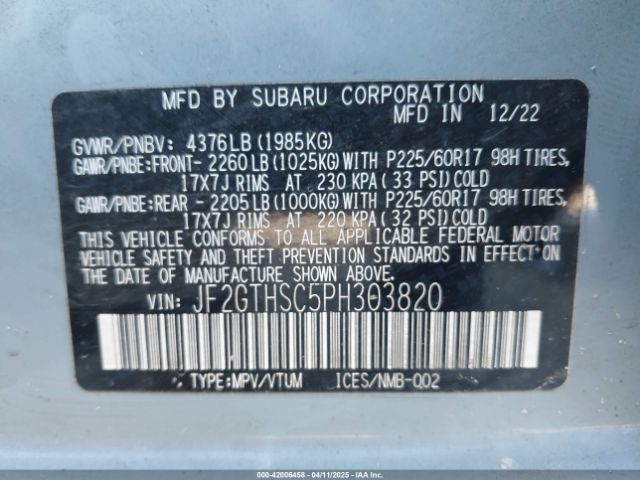 MFD BY SUBARU CORPORATION
MFD IN 12/22
GVWR/PNBV: 4376LB (1985KG)
GAWR/PNBE:FRONT- 2260LB (1025KG)WITH P225/60R17 98H TIRES,
17X7J RIMS AT 230 KPA (33 PSI)COLD
GAWR/PNBE:REAR - 2205LB (1000KG)WITH P225/60R17 98H TIRES,
17X7J RIMS AT 220 KPA (32 PSI)COLD
THIS VEHICLE CONFORMS TO ALL APPLICABLE FEDERAL MOTOR
VEHICLE SAFETY AND THEFT PREVENTION STANDARDS IN EFFECT ON
THE DATE OF MANUFACTURE SHOWN ABOVE.
VIN: JF2GTHSC5PH303820
TYPE:MPV/VTUM ICES/NMB-002
000-42006458 - 04/11/2025 - COPART